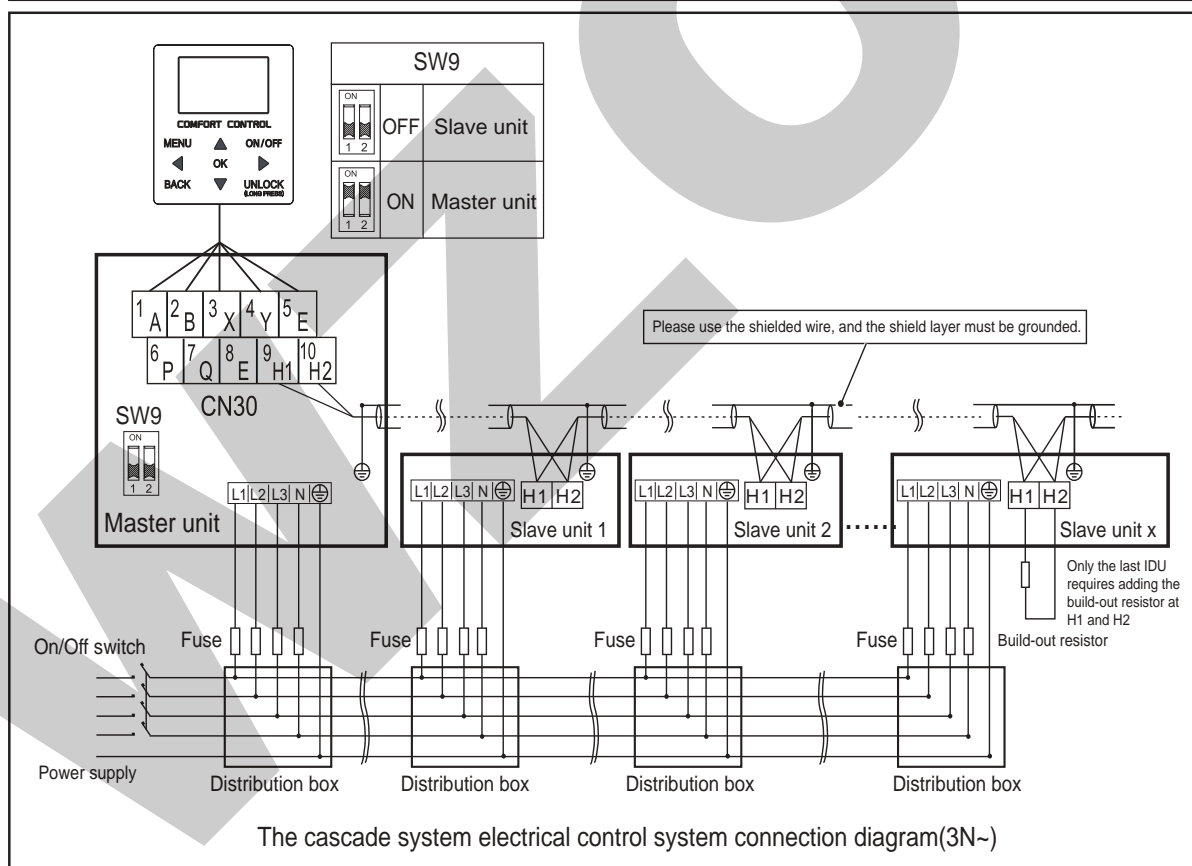 SW9
ON
1 2
OFF
Slave unit
ON
1 2
ON
Master unit
COMFORT CONTROL
MENU ON/OFF
OK
BACK UNLOCK
(LONG PRESS)
1 A 2 B 3 X 4 Y 5 E
6 P 7 Q 8 E 9 H1 10 H2
CN30
Please use the shielded wire, and the shield layer must be grounded.
SW9
ON
1 2
Master unit
L1 L2 L3 N
L1 L2 L3 N
H1 H2
Slave unit 1
L1 L2 L3 N
H1 H2
Slave unit 2
......
L1 L2 L3 N
H1 H2
Slave unit x
Only the last IDU
requires adding the
build-out resistor at
H1 and H2
Build-out resistor
On/Off switch
Fuse
Fuse
Fuse
Fuse
Power supply
Distribution box
Distribution box
Distribution box
Distribution box
The cascade system electrical control system connection diagram(3N~)